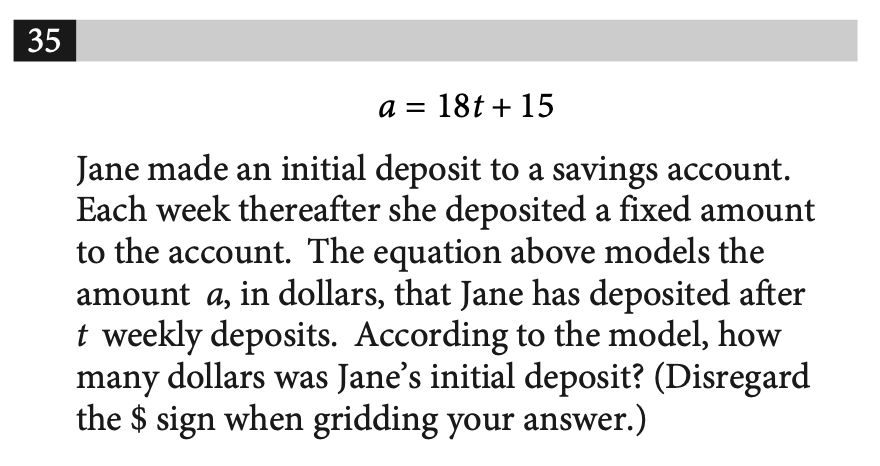 35
a = 18t + 15
Jane made an initial deposit to a savings account.
Each week thereafter she deposited a fixed amount
to the account. The equation above models the
amount a, in dollars, that Jane has deposited after
t weekly deposits. According to the model, how
many dollars was Jane’s initial deposit? (Disregard
the $ sign when gridding your answer.)